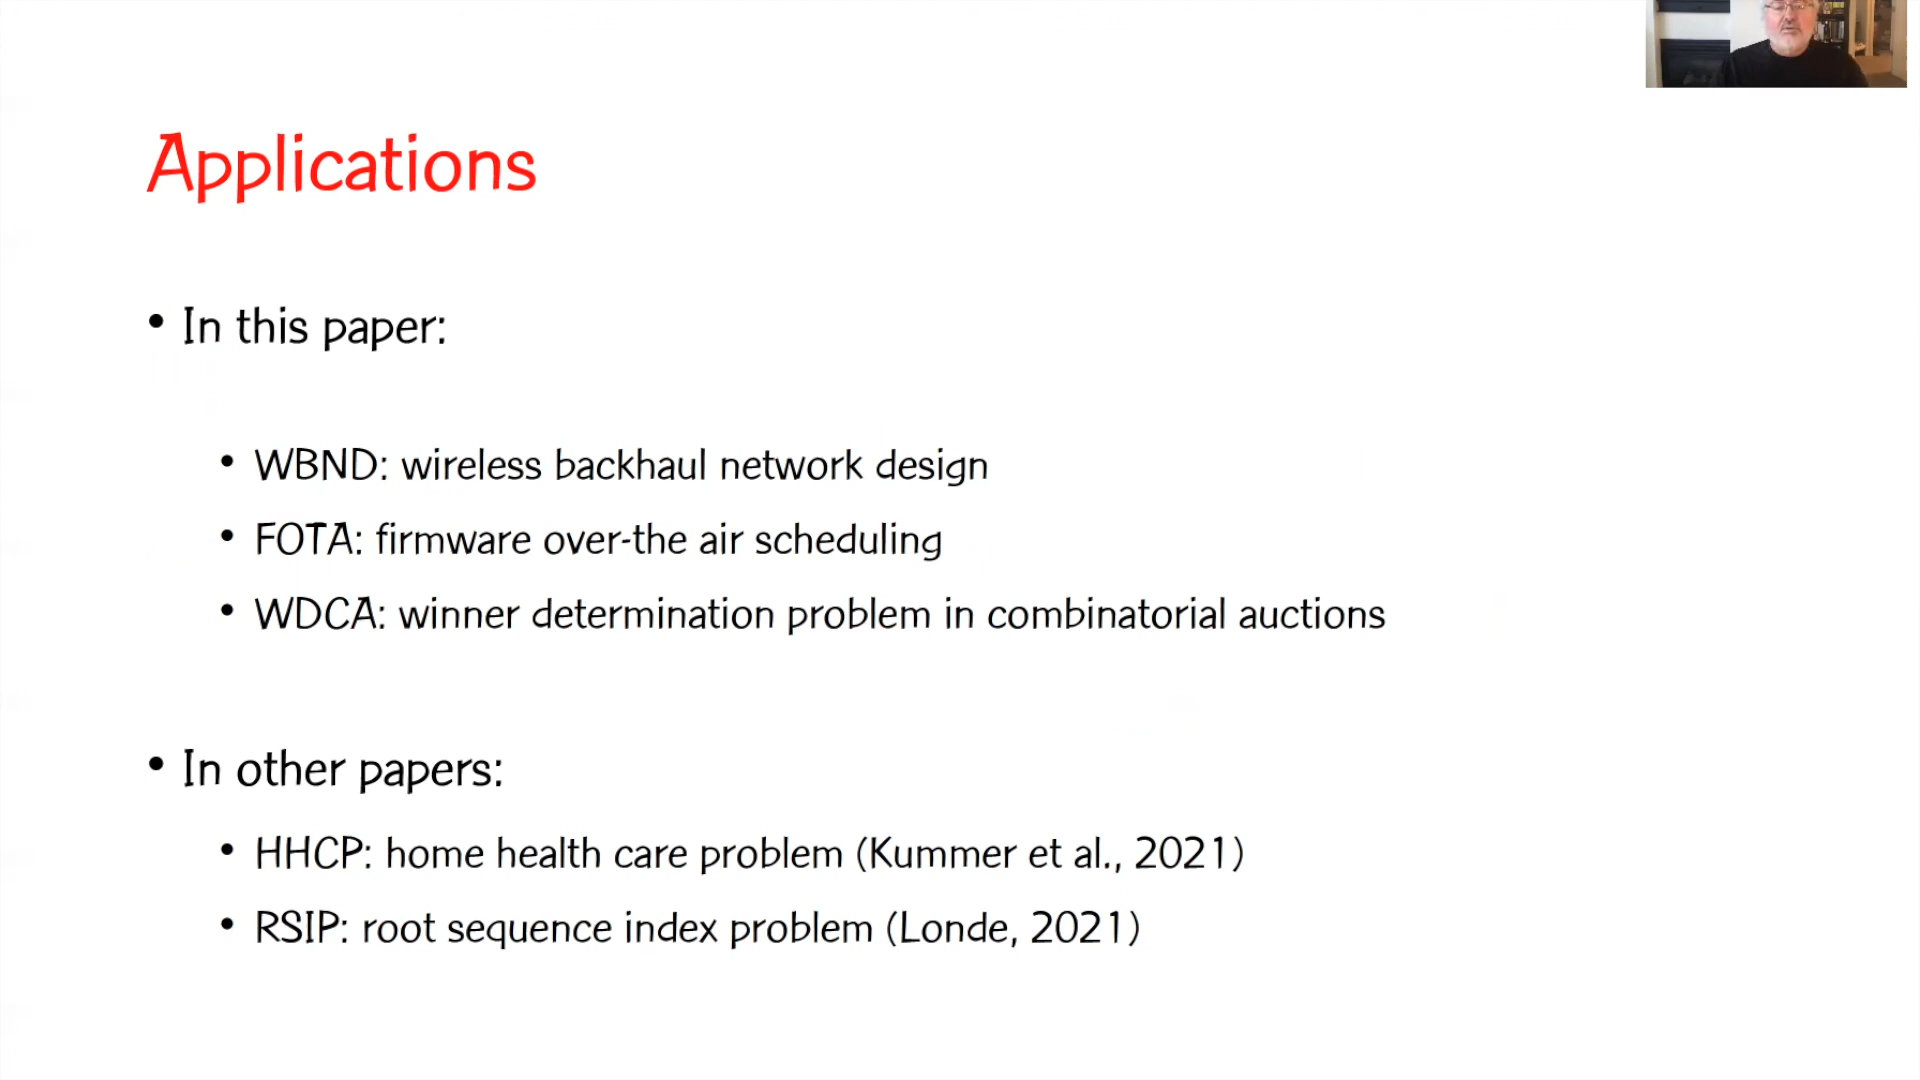 Applications
• In this paper:
• WBND: wireless backhaul network design
• FOTA: firmware over-the air scheduling
• WDCA: winner determination problem in combinatorial auctions
• In other papers:
• HHCP: home health care problem (Kummer et al., 2021)
• RSIP: root sequence index problem (Londe, 2021)